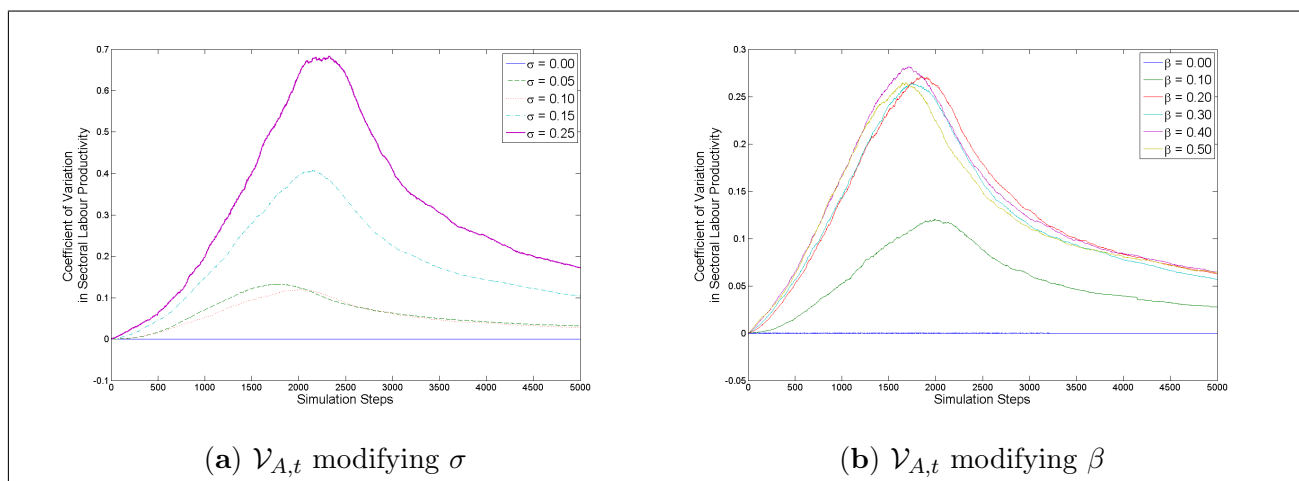 0.7
0.6
0.5
0.4
0.3
0.2
0.1
0
-0.1
0 500 1000 1500 2000 2500 3000 3500 4000 4500 5000
Coefficient of Variation
in Sectoral Labour Productivity
Simulation Steps
σ = 0.00
σ = 0.05
σ = 0.10
σ = 0.15
σ = 0.25
(a) 𝒱A,t modifying σ
0.3
0.25
0.2
0.15
0.1
0.05
0
-0.05
0 500 1000 1500 2000 2500 3000 3500 4000 4500 5000
Coefficient of Variation
in Sectoral Labour Productivity
Simulation Steps
β = 0.00
β = 0.10
β = 0.20
β = 0.30
β = 0.40
β = 0.50
(b) 𝒱A,t modifying β